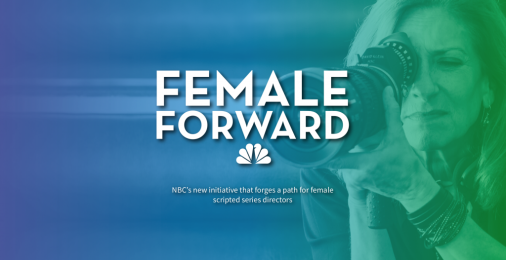 FEMALE
FORWARD
NBC's new initiative that forges a path for female
scripted series directors